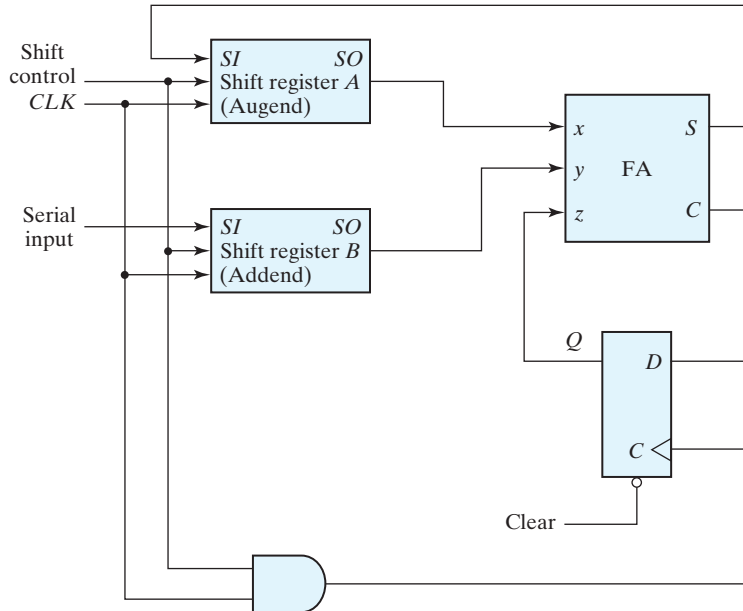 SI SO
Shift register A
(Augend)
Shift
control
CLK
x S
y FA
z C
Serial
input
SI SO
Shift register B
(Addend)
Q
D
C
Clear